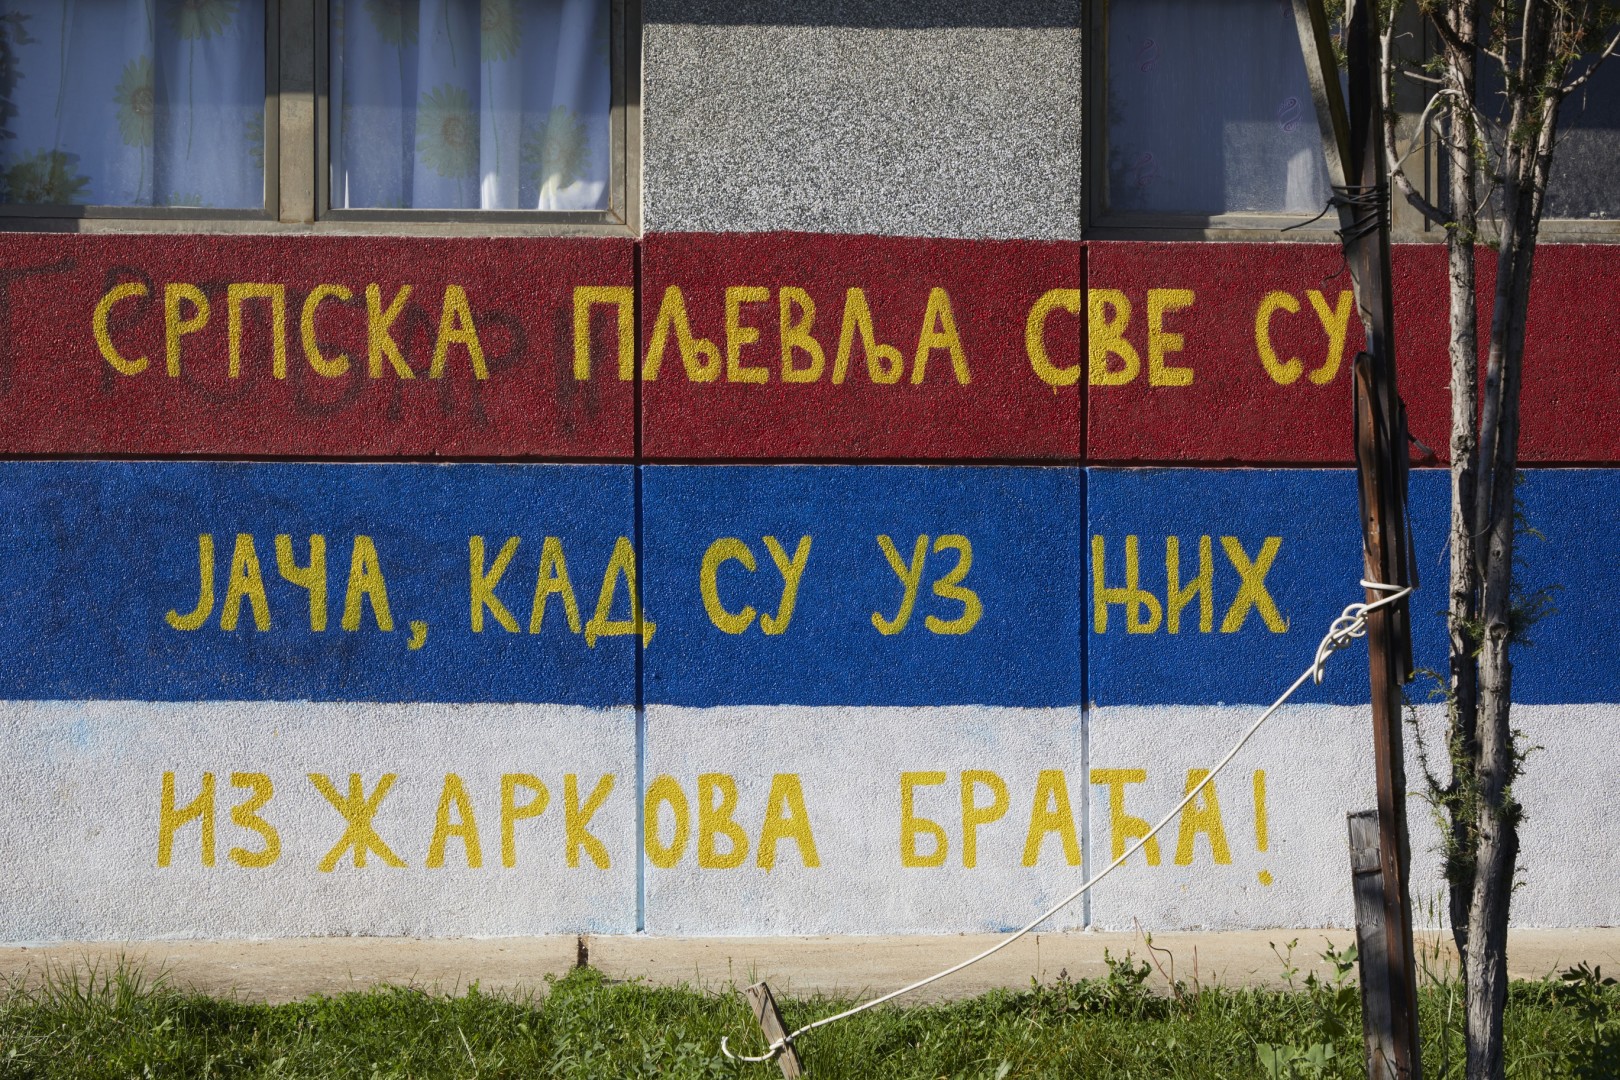 СРПСКА ПЉЕВЉА СВЕ СУ
ЈАЧА, КАД СУ УЗ ЊИХ
ИЗ ЖАРКОВА БРАЋА!